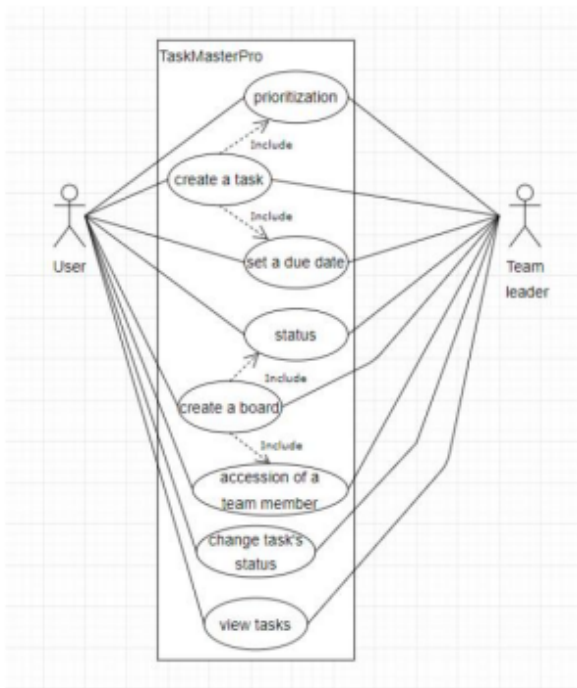 TaskMasterPro
prioritization
Include
create a task
Include
User
set a due date
Team
leader
status
Include
create a board
Include
accession of a
team member
change task's
status
view tasks